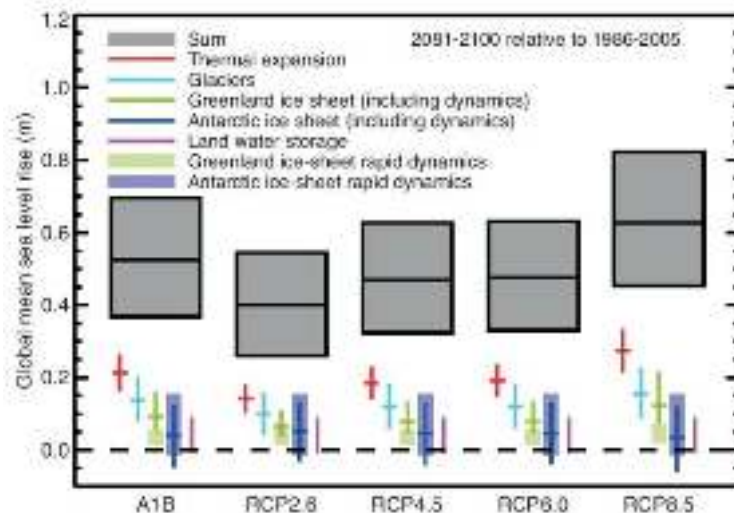 1.2
1.0
0.8
0.6
0.4
0.2
0.0
Global mean sea level rise (m)
2081-2100 relative to 1986-2005
Sum
Thermal expansion
Glaciers
Greenland ice sheet (including dynamics)
Antarctic ice sheet (including dynamics)
Land water storage
Greenland ice-sheet rapid dynamics
Antarctic ice-sheet rapid dynamics
A1B
RCP2.6
RCP4.5
RCP6.0
RCP8.5